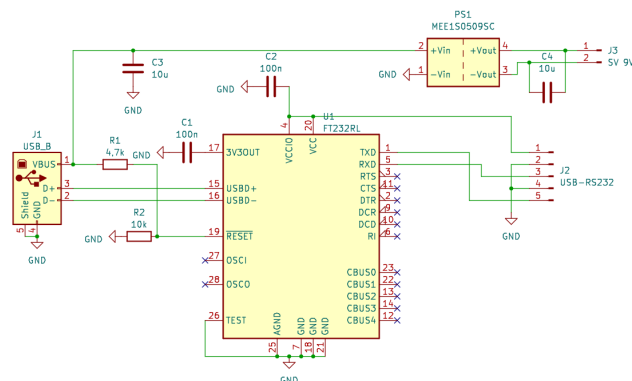 PS1
MEE1S0509SC
2 +Vin +Vout 4
1 -Vin -Vout 3
GND
J3
1
2
5V 9V
C4
10u
C3
10u
GND
C2
100n
GND
U1
FT232RL
4 20
VCCIO VCC
J1
USB_B
VBUS 1
D+ 3
D- 2
Shield GND
5 4
GND
R1
4.7k
C1
100n
GND
R2
10k
GND
17 3V3OUT
15 USBD+
16 USBD-
19 RESET
27 OSCI
28 OSCO
26 TEST
TXD 1
RXD 5
RTS 3
CTS 11
DTR 2
DCR 9
DCD 10
RI 6
CBUS0 23
CBUS1 22
CBUS2 13
CBUS3 14
CBUS4 12
AGND GND GND GND
25 7 18 21
GND
1
2
3
4
5
J2
USB-RS232
GND